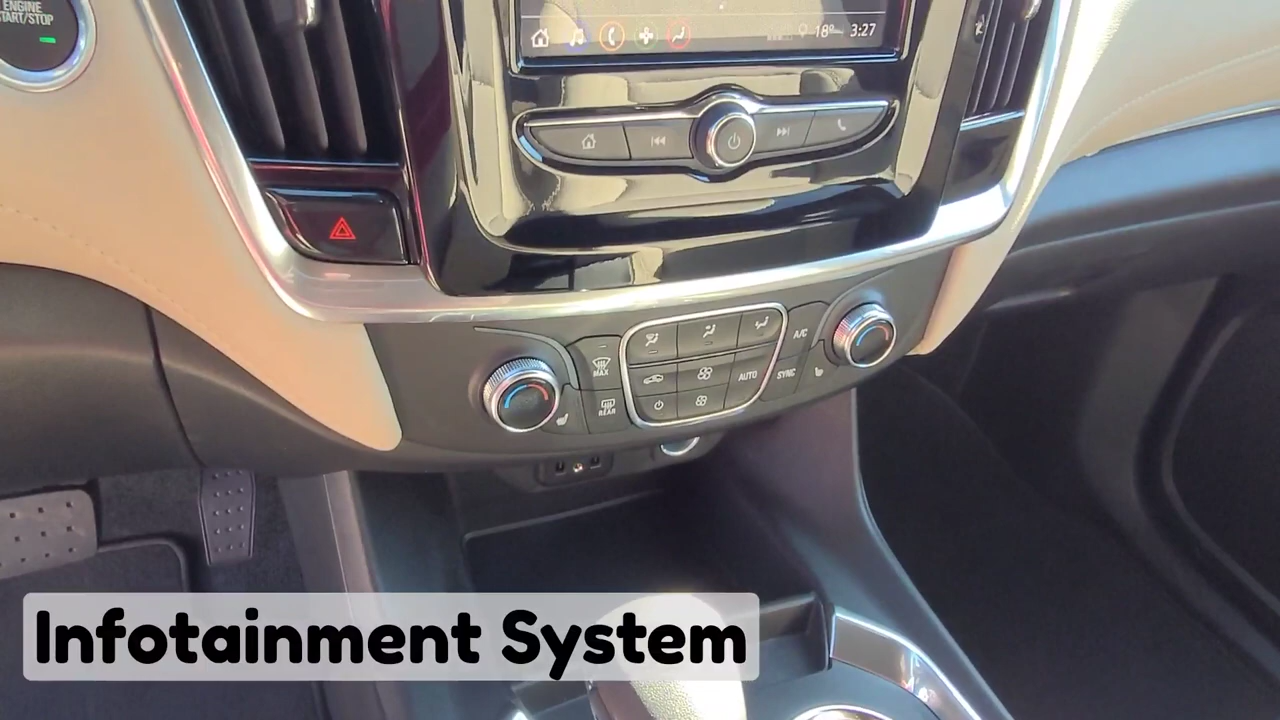 ENGINE
START/STOP
18°
3:27
A/C
MAX
AUTO
SYNC
REAR
Infotainment System